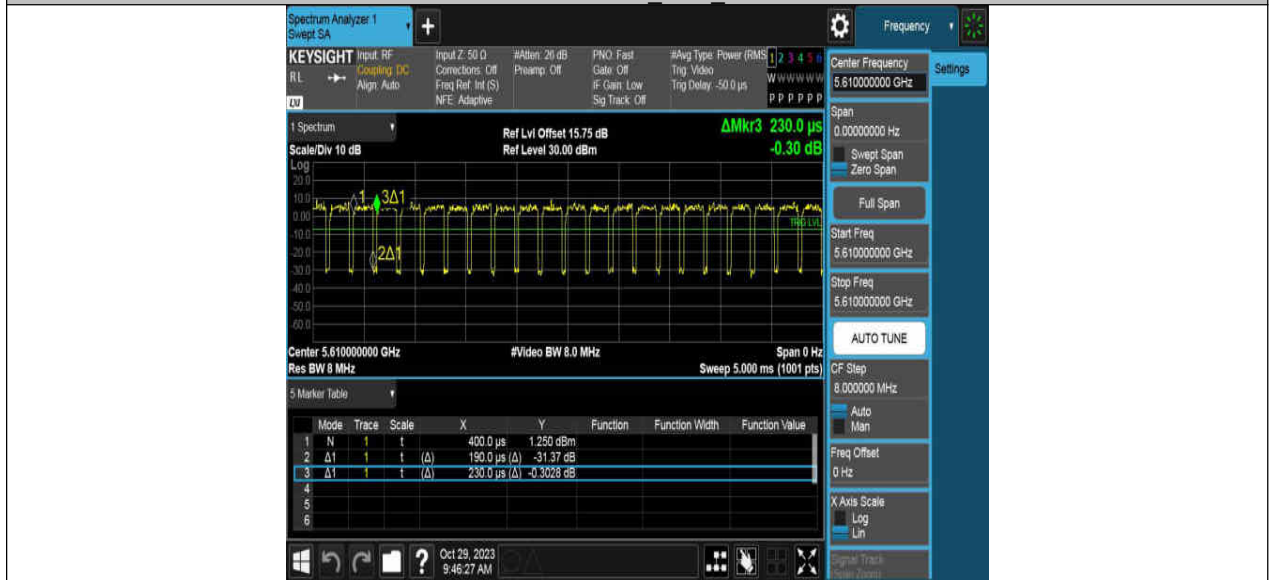 Spectrum Analyzer 1
Swept SA
+
Frequency
KEYSIGHT
RL
Input: RF
Coupling: DC
Align: Auto
Input Z: 50 Ω
Corrections: Off
Freq Ref: Int (S)
NFE: Adaptive
#Atten: 26 dB
Preamp: Off
PNO: Fast
Gate: Off
IF Gain: Low
Sig Track: Off
#Avg Type: Power (RMS
Trig: Video
Trig Delay: -50.0 µs
1 2 3 4 5 6
W W W W W W
P P P P P P
1 Spectrum
Scale/Div 10 dB
Ref Lvl Offset 15.75 dB
Ref Level 30.00 dBm
ΔMkr3 230.0 µs
-0.30 dB
Log
20.0
10.0
0.00
-10.0
-20.0
-30.0
-40.0
-50.0
-60.0
1
3Δ1
2Δ1
TRIG LVL
Center 5.610000000 GHz
#Video BW 8.0 MHz
Span 0 Hz
Res BW 8 MHz
Sweep 5.000 ms (1001 pts)
5 Marker Table
Mode Trace Scale X Y Function Function Width Function Value
1 N 1 t 400.0 µs 1.250 dBm
2 Δ1 1 t (Δ) 190.0 µs (Δ) -31.37 dB
3 Δ1 1 t (Δ) 230.0 µs (Δ) -0.3028 dB
4
5
6
?
Oct 29, 2023
9:46:27 AM
Center Frequency
5.610000000 GHz
Settings
Span
0.00000000 Hz
Swept Span
Zero Span
Full Span
Start Freq
5.610000000 GHz
Stop Freq
5.610000000 GHz
AUTO TUNE
CF Step
8.000000 MHz
Auto
Man
Freq Offset
0 Hz
X Axis Scale
Log
Lin
Signal Track